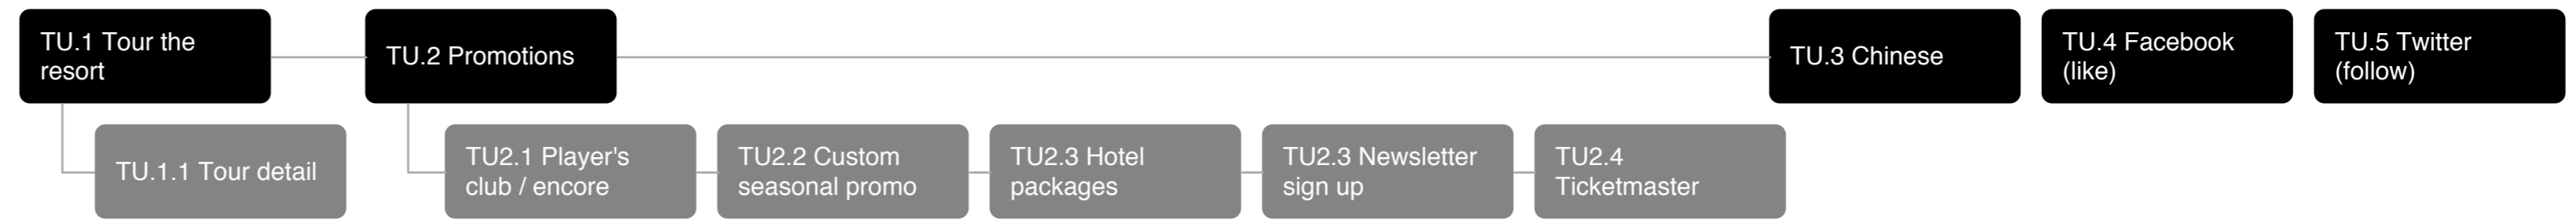 TU.1 Tour the
resort
TU.2 Promotions
TU.3 Chinese
TU.4 Facebook
(like)
TU.5 Twitter
(follow)
TU.1.1 Tour detail
TU2.1 Player's
club / encore
TU2.2 Custom
seasonal promo
TU2.3 Hotel
packages
TU2.3 Newsletter
sign up
TU2.4
Ticketmaster